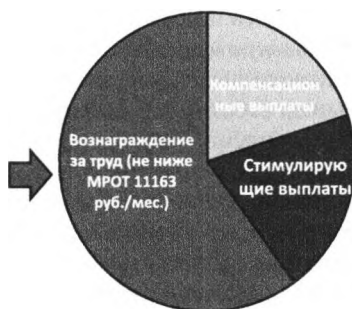 Компенсацион
ные выплаты
Вознаграждение
за труд (не ниже
МРОТ 11163
руб./мес.)
Стимулирую
щие выплаты